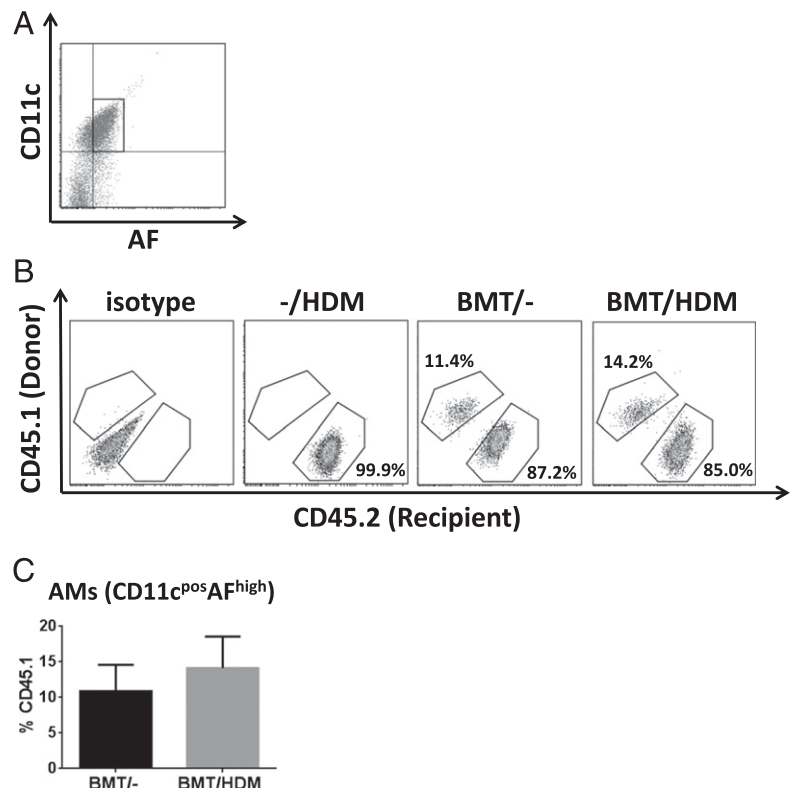 A
CD11c
AF
B
isotype
-/HDM
BMT/-
BMT/HDM
CD45.1 (Donor)
11.4%
14.2%
99.9%
87.2%
85.0%
CD45.2 (Recipient)
C
AMs (CD11cᵖᵒˢAFʰⁱᵍʰ)
% CD45.1
20
15
10
5
0
BMT/-
BMT/HDM